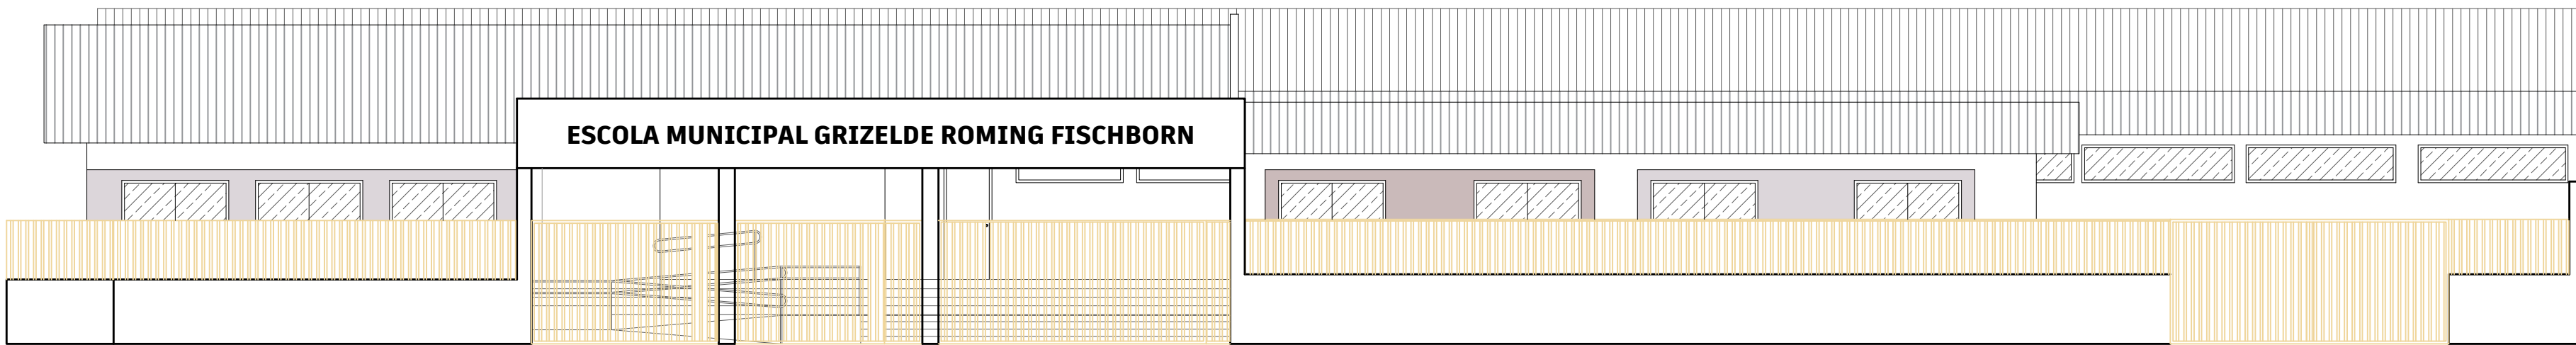 ESCOLA MUNICIPAL GRIZELDE ROMING FISCHBORN